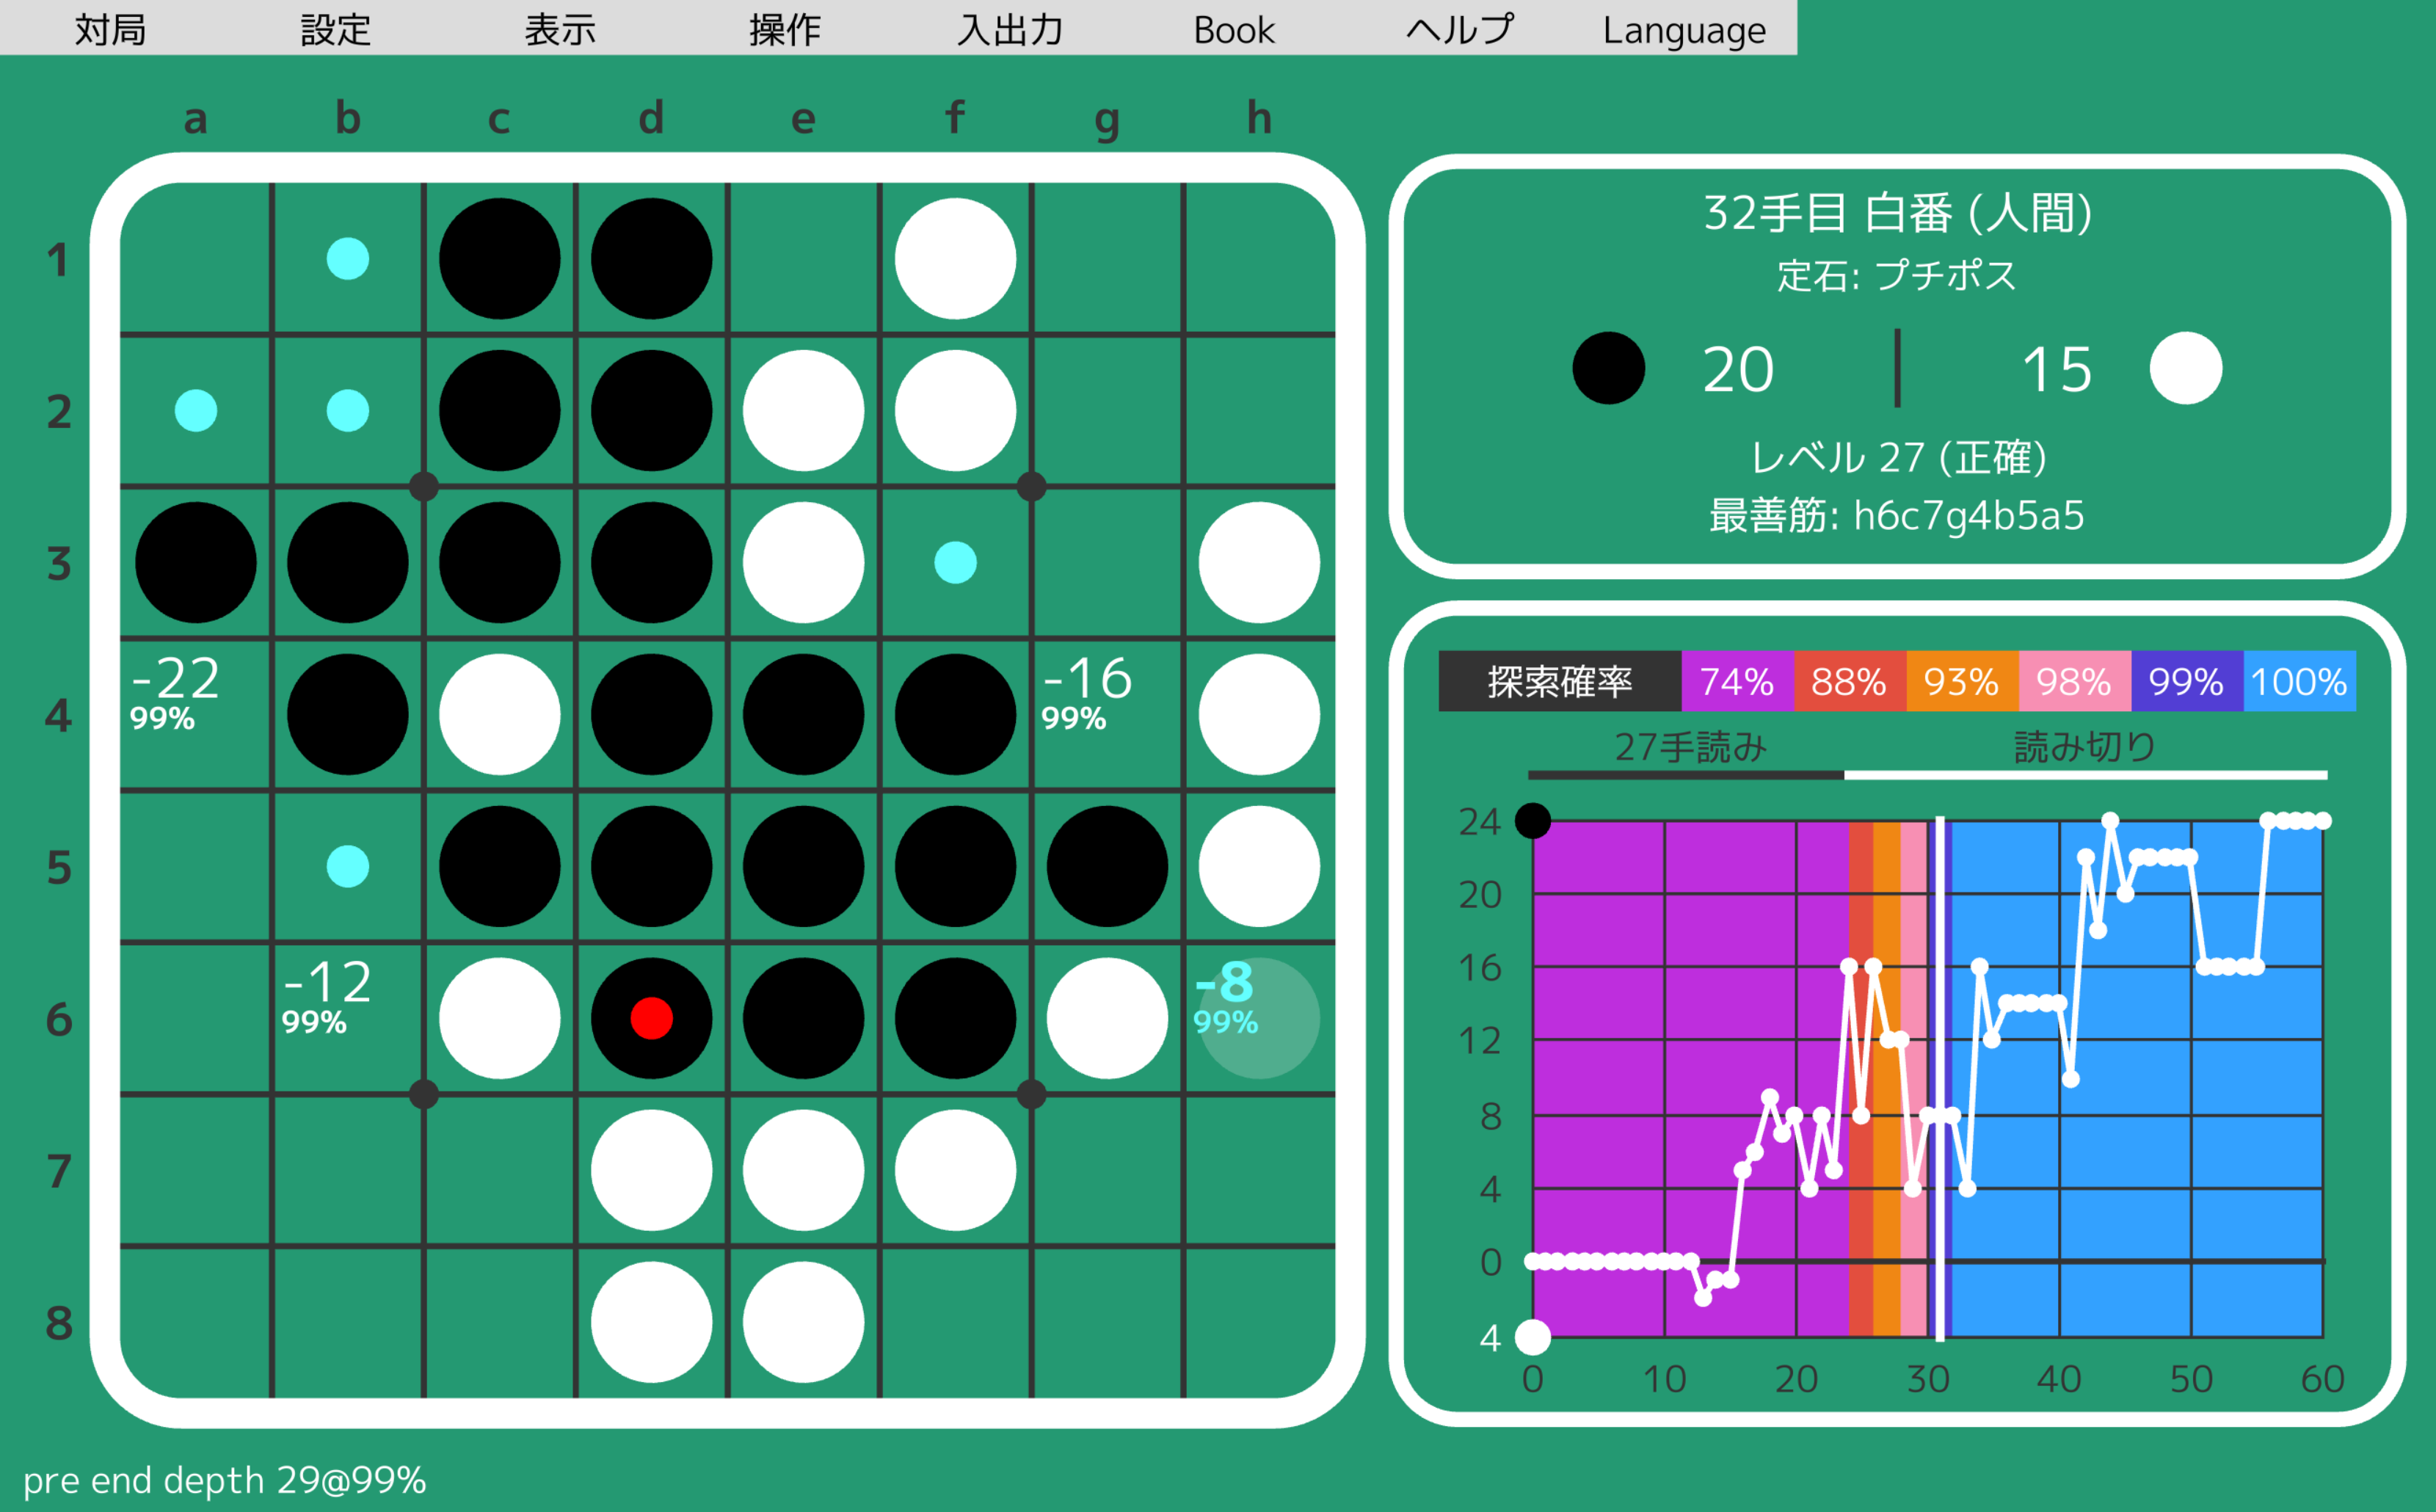 対局 設定 表示 操作 入出力 Book ヘルプ Language
a b c d e f g h
1
2
3
4
5
6
7
8
-22
99%
-16
99%
-12
99%
-8
99%
pre end depth 29@99%
32手目 白番 (人間)
定石: プチポス
20 15
レベル 27 (正確)
最善筋: h6c7g4b5a5
探索確率 74% 88% 93% 98% 99% 100%
27手読み 読み切り
24
20
16
12
8
4
0
4
0 10 20 30 40 50 60